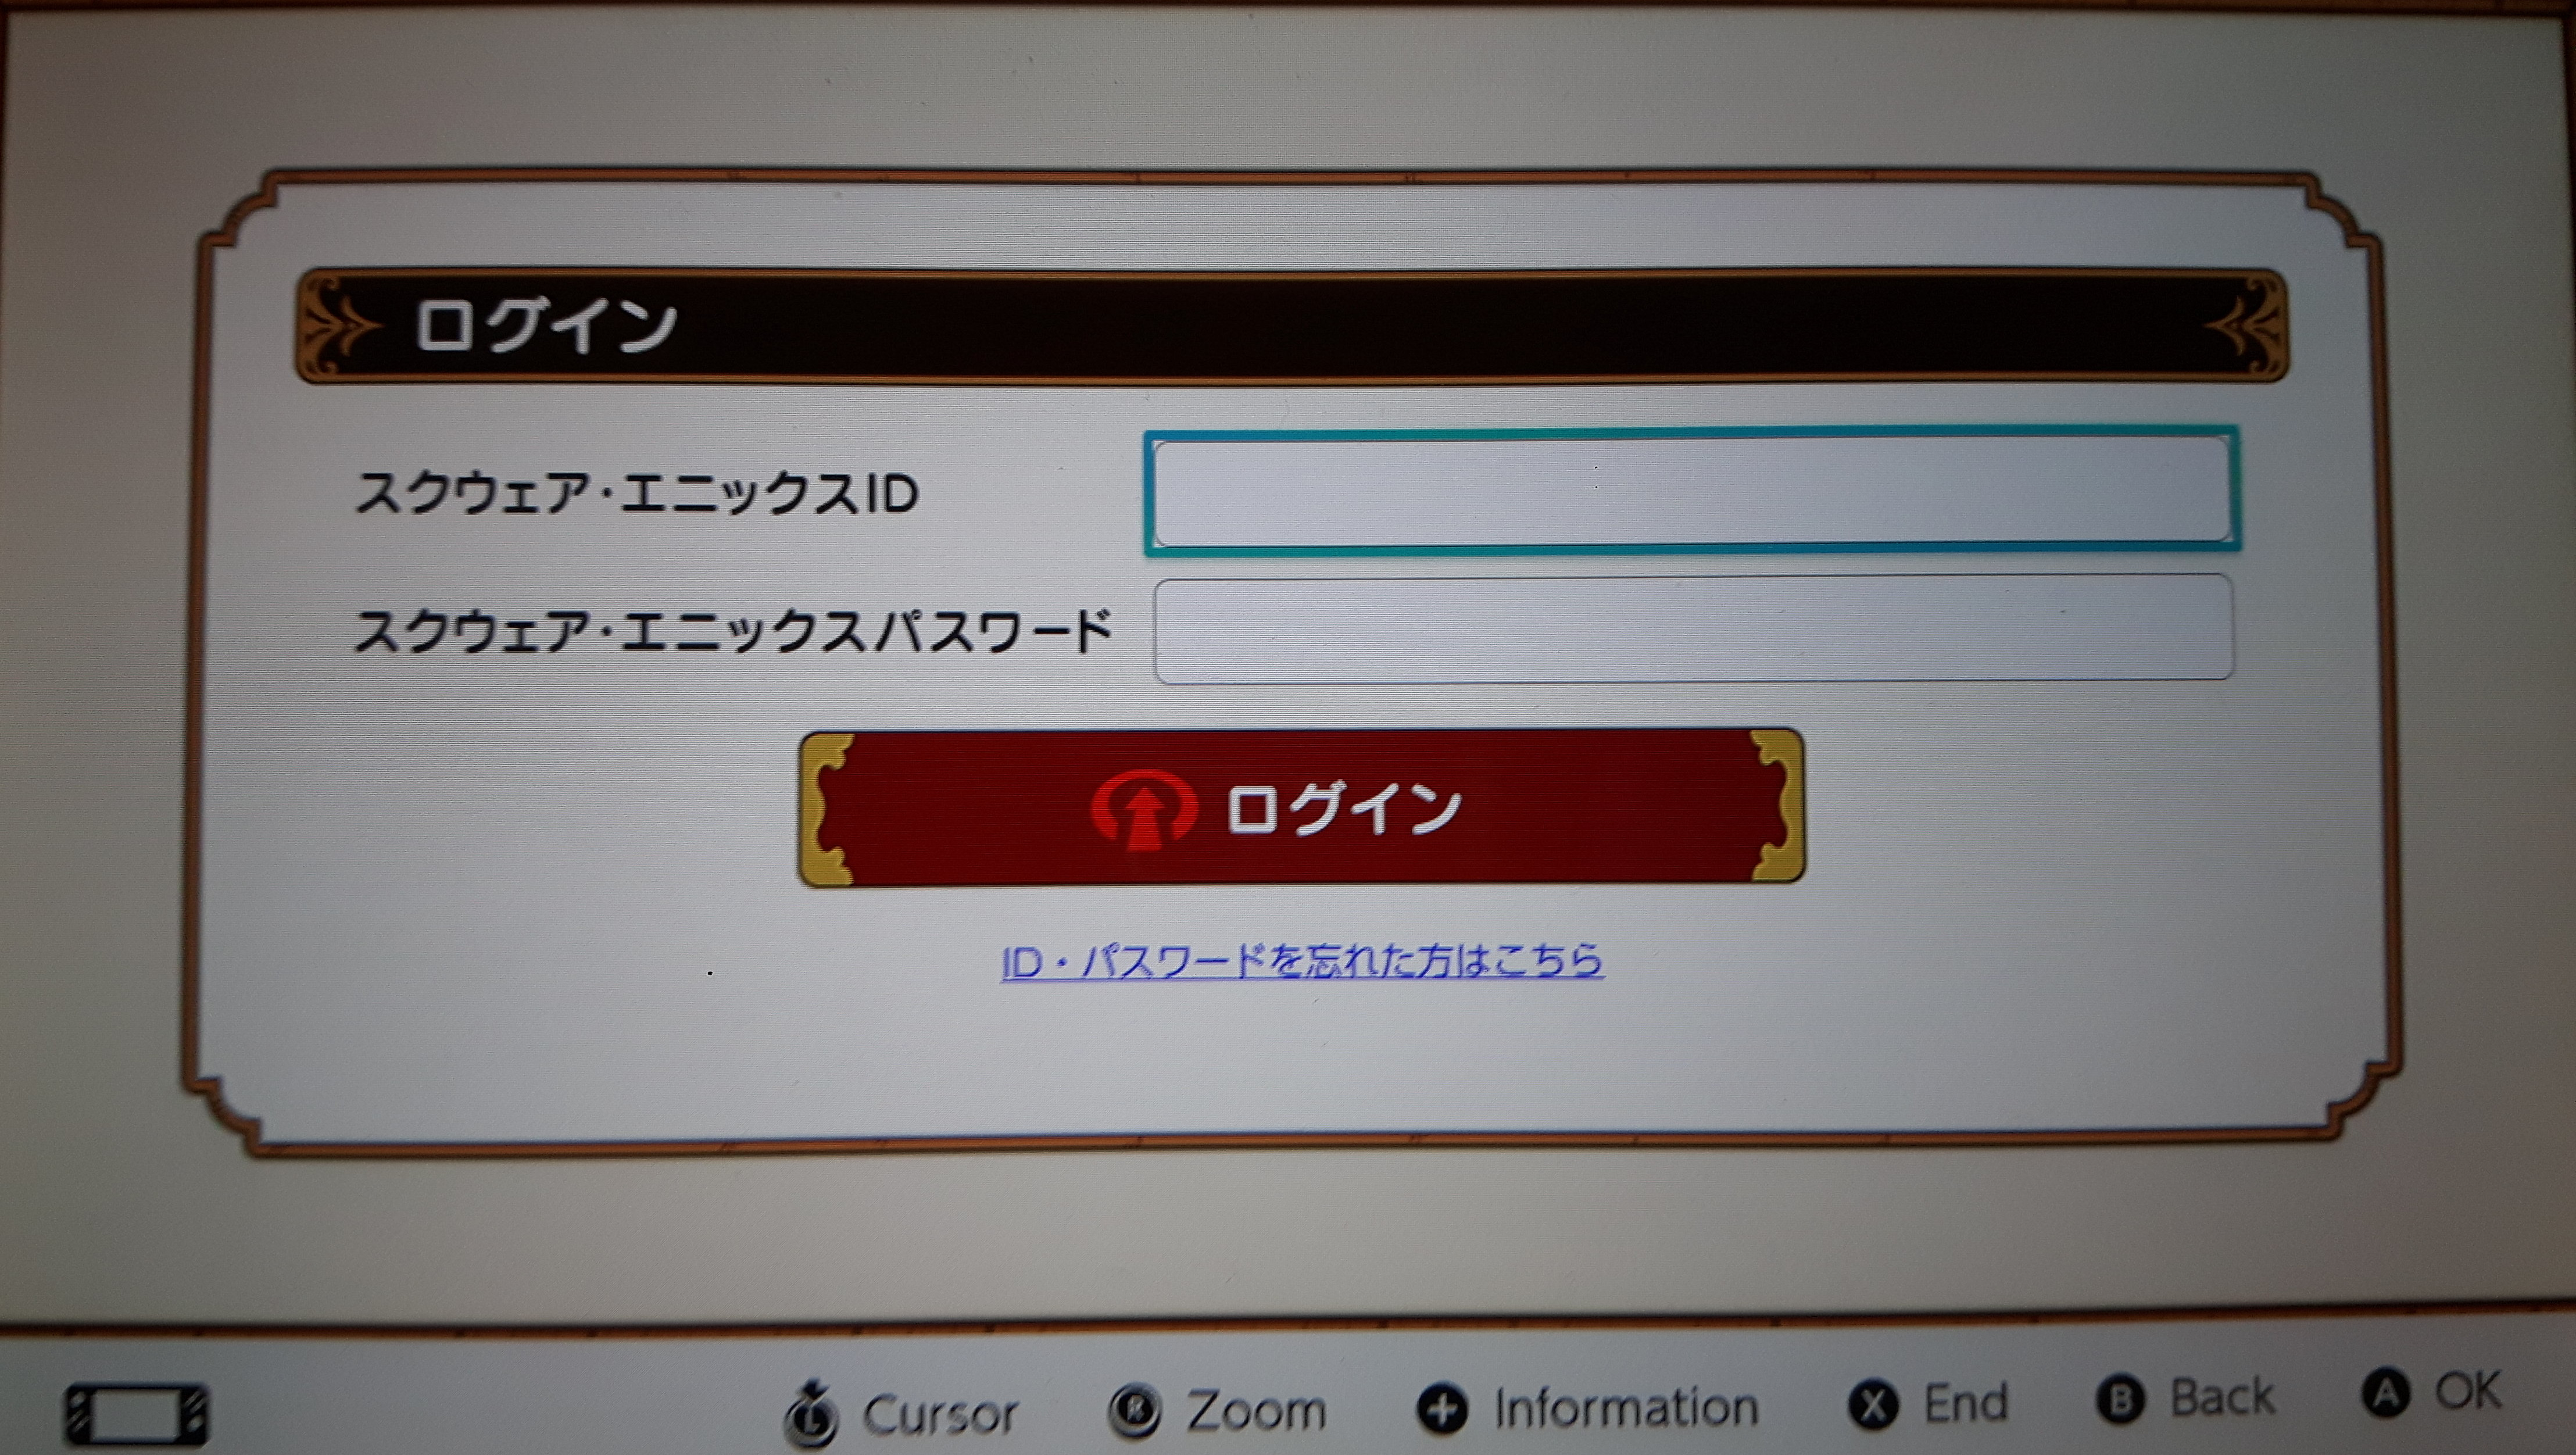 ログイン
スクウェア・エニックスID
スクウェア・エニックスパスワード
ログイン
ID・パスワードを忘れた方はこちら
L Cursor R Zoom + Information X End B Back A OK